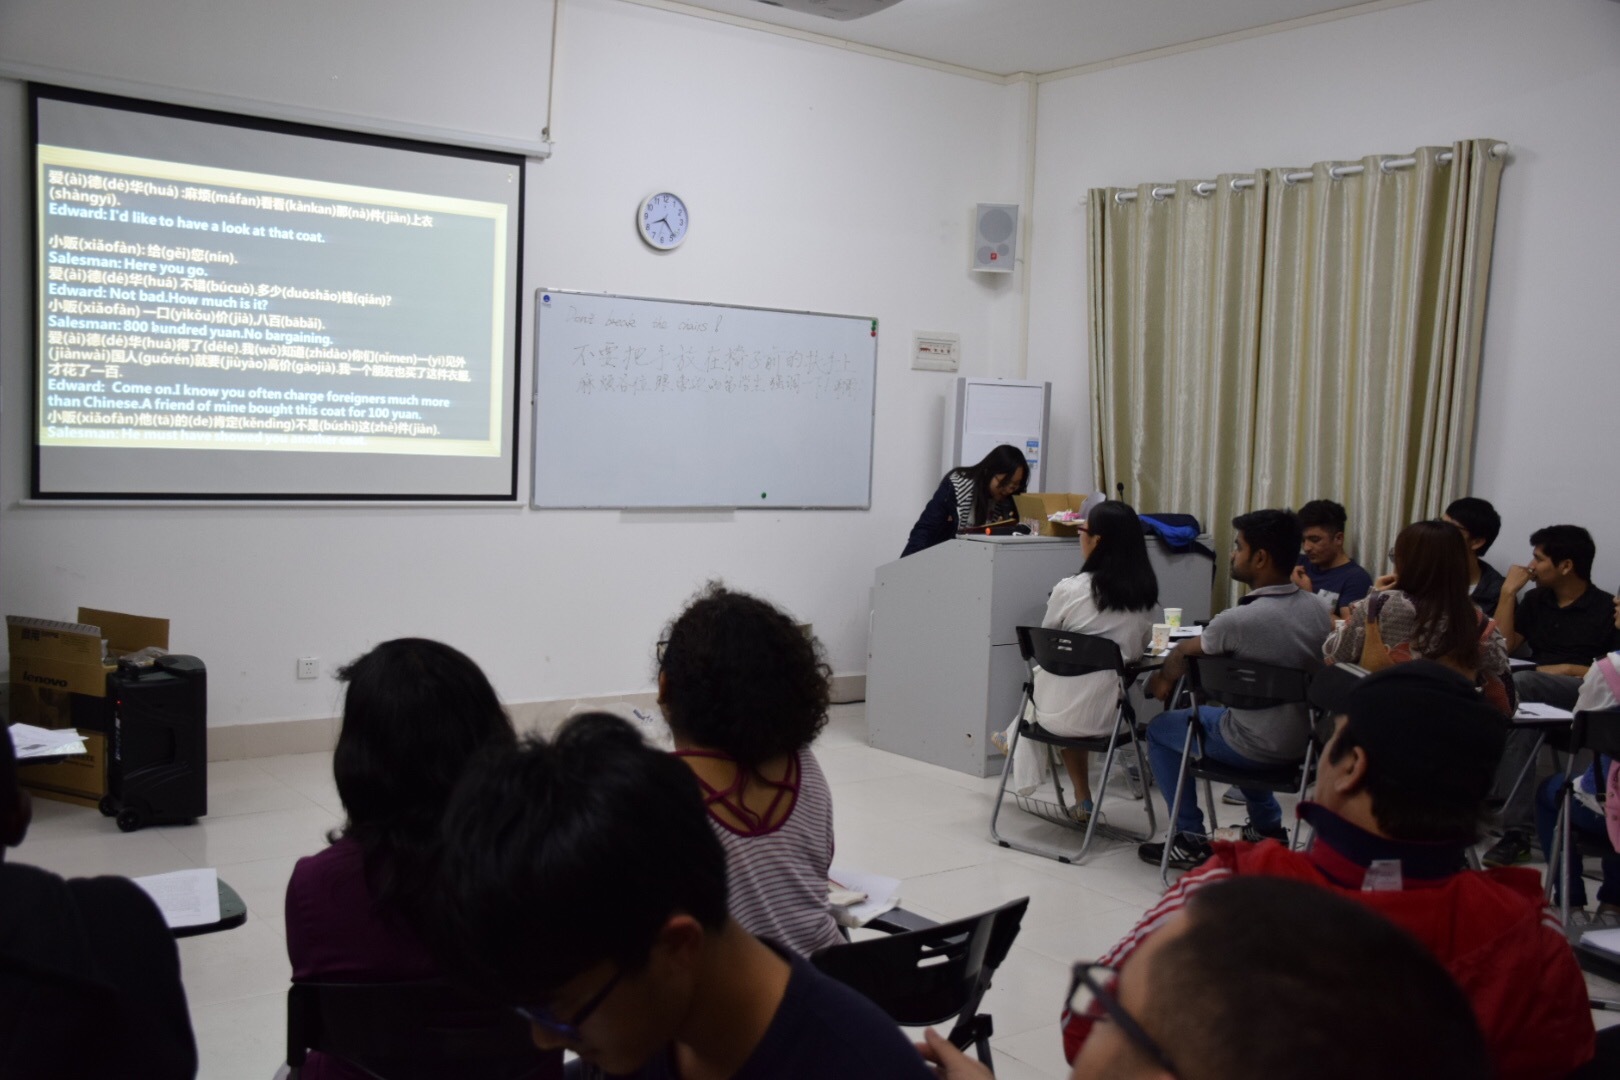 爱(ài)德(dé)华(huá) :麻烦(máfan)看看(kànkan)那(nà)件(jiàn)上衣
(shàngyī).
Edward: I'd like to have a look at that coat.
小贩(xiǎofàn): 给(gěi)您(nín).
Salesman: Here you go.
爱(ài)德(dé)华(huá) 不错(búcuò).多少(duōshǎo)钱(qián)?
Edward: Not bad.How much is it?
小贩(xiǎofàn) 一口(yìkǒu)价(jià),八百(bābǎi).
Salesman: 800 hundred yuan.No bargaining.
爱(ài)德(dé)华(huá)得了(déle).我(wǒ)知道(zhīdào)你们(nǐmen)一(yí)见外
(jiànwài)国人(guórén)就要(jiùyào)高价(gāojià).我一个朋友也买了这件衣服,
才花了一百.
Edward: Come on.I know you often charge foreigners much more
than Chinese.A friend of mine bought this coat for 100 yuan.
小贩(xiǎofàn)他(tā)的(de)肯定(kěndìng)不是(búshì)这(zhè)件(jiàn).
Salesman: He must have showed you another coat.
Don't break the chairs!
不要把手放在椅子前的扶手上
麻烦各位
lenovo